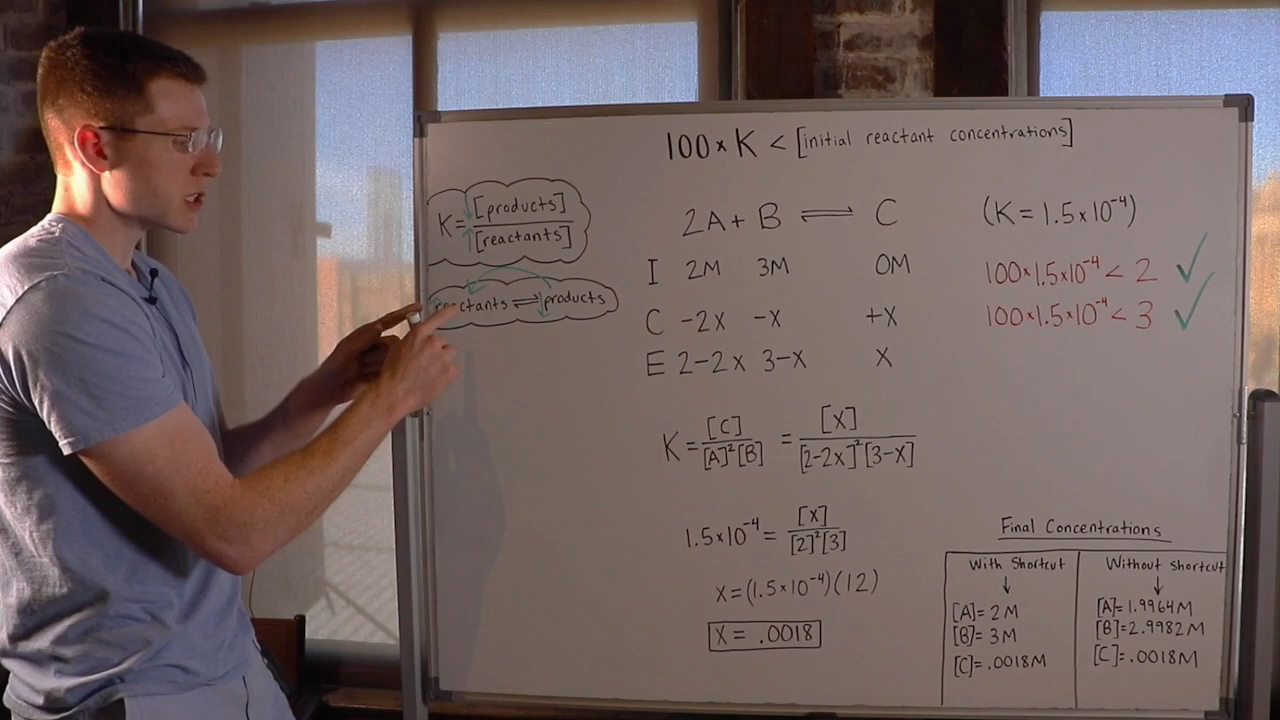 100 × K < [initial reactant concentrations]
K = [products] / [reactants]
reactants ⇌ products
2A + B ⇌ C (K = 1.5 x 10⁻⁴)
I 2M 3M 0M
C -2x -x +x
E 2-2x 3-x x
100 × 1.5 × 10⁻⁴ < 2 ✓
100 × 1.5 × 10⁻⁴ < 3 ✓
K = [C] / [A]²[B] = [x] / [2-2x]²[3-x]
1.5 x 10⁻⁴ = [x] / [2]²[3]
x = (1.5 x 10⁻⁴)(12)
x = .0018
Final Concentrations
With Shortcut
↓
[A] = 2M
[B] = 3M
[C] = .0018M
Without shortcut
↓
[A] = 1.9964M
[B] = 2.9982M
[C] = .0018M